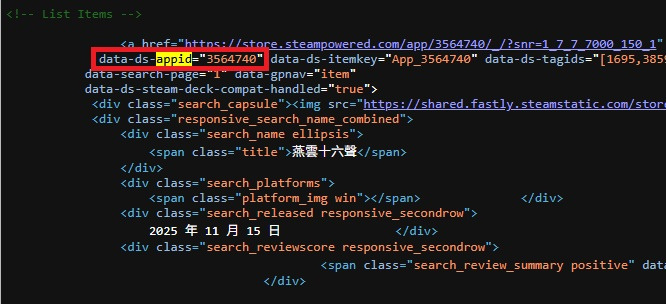 <!-- List Items -->
<a href="https://store.steampowered.com/app/3564740/_/?snr=1_7_7_7000_150_1"
data-ds-appid="3564740" data-ds-itemkey="App_3564740" data-ds-tagids="[1695,3859
data-search-page="1" data-gpnav="item"
data-ds-steam-deck-compat-handled="true">
<div class="search_capsule"><img src="https://shared.fastly.steamstatic.com/store
<div class="responsive_search_name_combined">
<div class="search_name ellipsis">
<span class="title">燕雲十六聲</span>
</div>
<div class="search_platforms">
<span class="platform_img win"></span> </div>
<div class="search_released responsive_secondrow">
2025 年 11 月 15 日 </div>
<div class="search_reviewscore responsive_secondrow">
<span class="search_review_summary positive" data
</div>